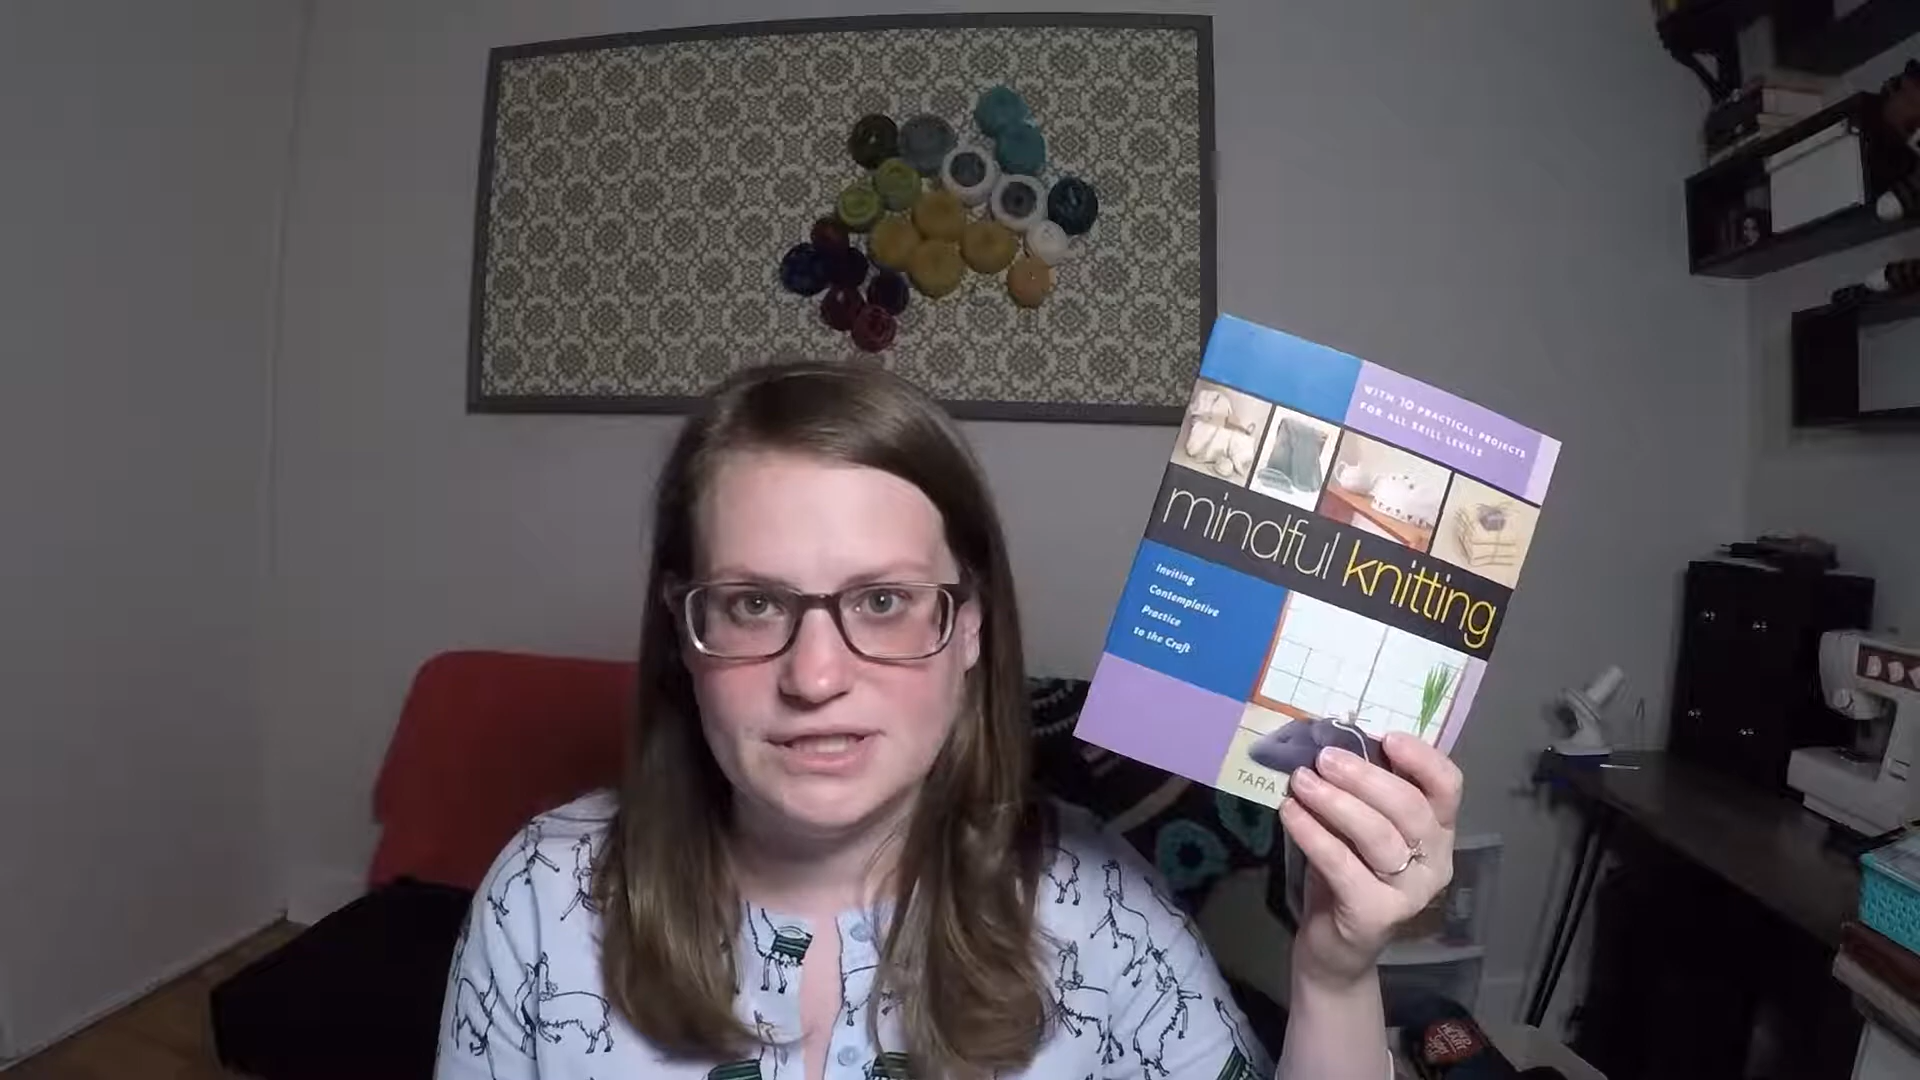 WITH 10 PRACTICAL PROJECTS
FOR ALL SKILL LEVELS
mindful knitting
Inviting
Contemplative
Practice
to the Craft
TARA